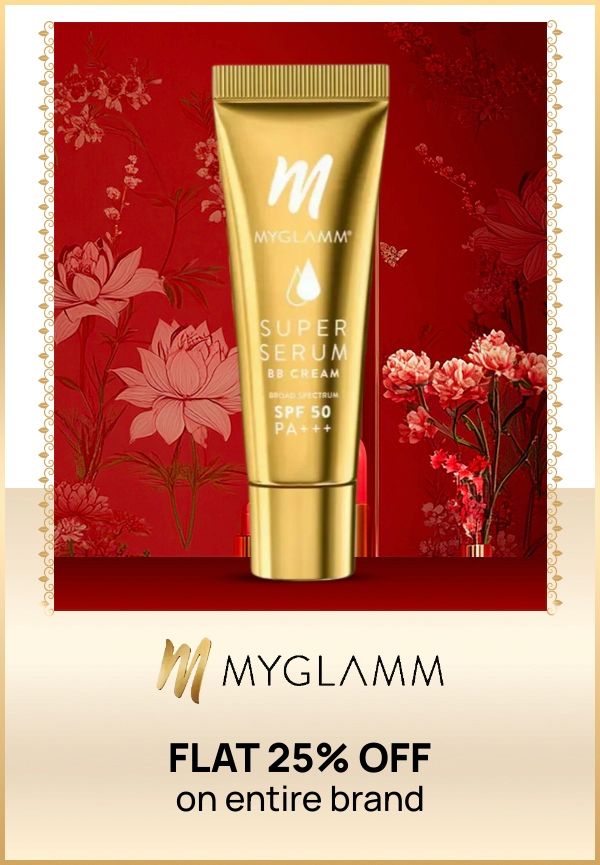 M
MYGLAMM®
SUPER
SERUM
BB CREAM
BROAD SPECTRUM
SPF 50
PA+++
M MYGLAMM
FLAT 25% OFF
on entire brand